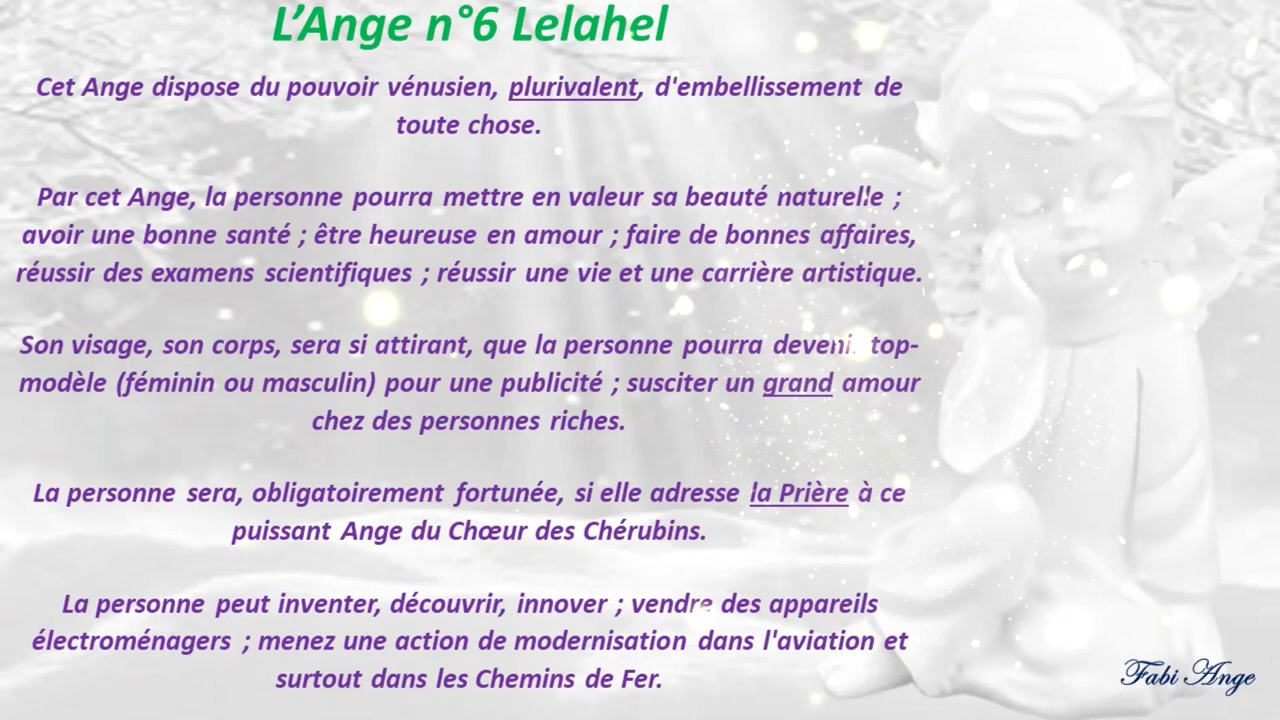 L’Ange n°6 Lelahel
Cet Ange dispose du pouvoir vénusien, plurivalent, d'embellissement de
toute chose.
Par cet Ange, la personne pourra mettre en valeur sa beauté naturelle ;
avoir une bonne santé ; être heureuse en amour ; faire de bonnes affaires,
réussir des examens scientifiques ; réussir une vie et une carrière artistique.
Son visage, son corps, sera si attirant, que la personne pourra devenir top-
modèle (féminin ou masculin) pour une publicité ; susciter un grand amour
chez des personnes riches.
La personne sera, obligatoirement fortunée, si elle adresse la Prière à ce
puissant Ange du Chœur des Chérubins.
La personne peut inventer, découvrir, innover ; vendre des appareils
électroménagers ; menez une action de modernisation dans l'aviation et
surtout dans les Chemins de Fer.
Fabi Ange